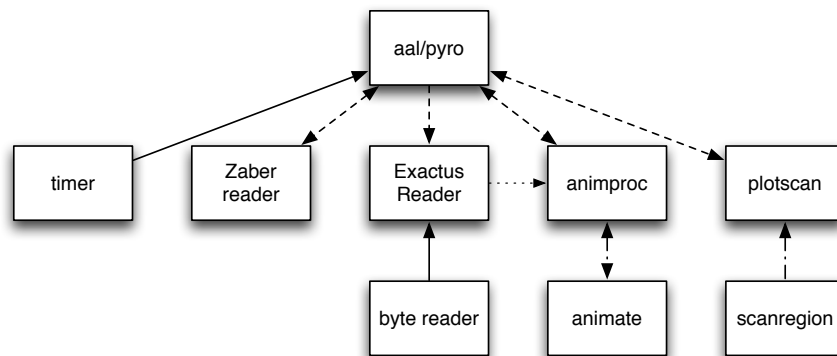 aal/pyro
timer
Zaber
reader
Exactus
Reader
animproc
plotscan
byte reader
animate
scanregion